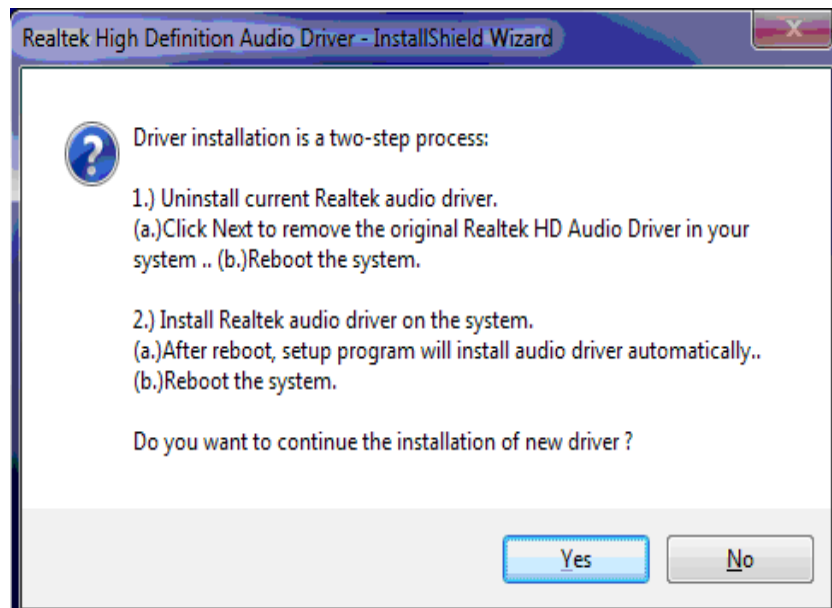 Realtek High Definition Audio Driver - InstallShield Wizard
Driver installation is a two-step process:
1.) Uninstall current Realtek audio driver.
(a.)Click Next to remove the original Realtek HD Audio Driver in your
system .. (b.)Reboot the system.
2.) Install Realtek audio driver on the system.
(a.)After reboot, setup program will install audio driver automatically..
(b.)Reboot the system.
Do you want to continue the installation of new driver ?
Yes No